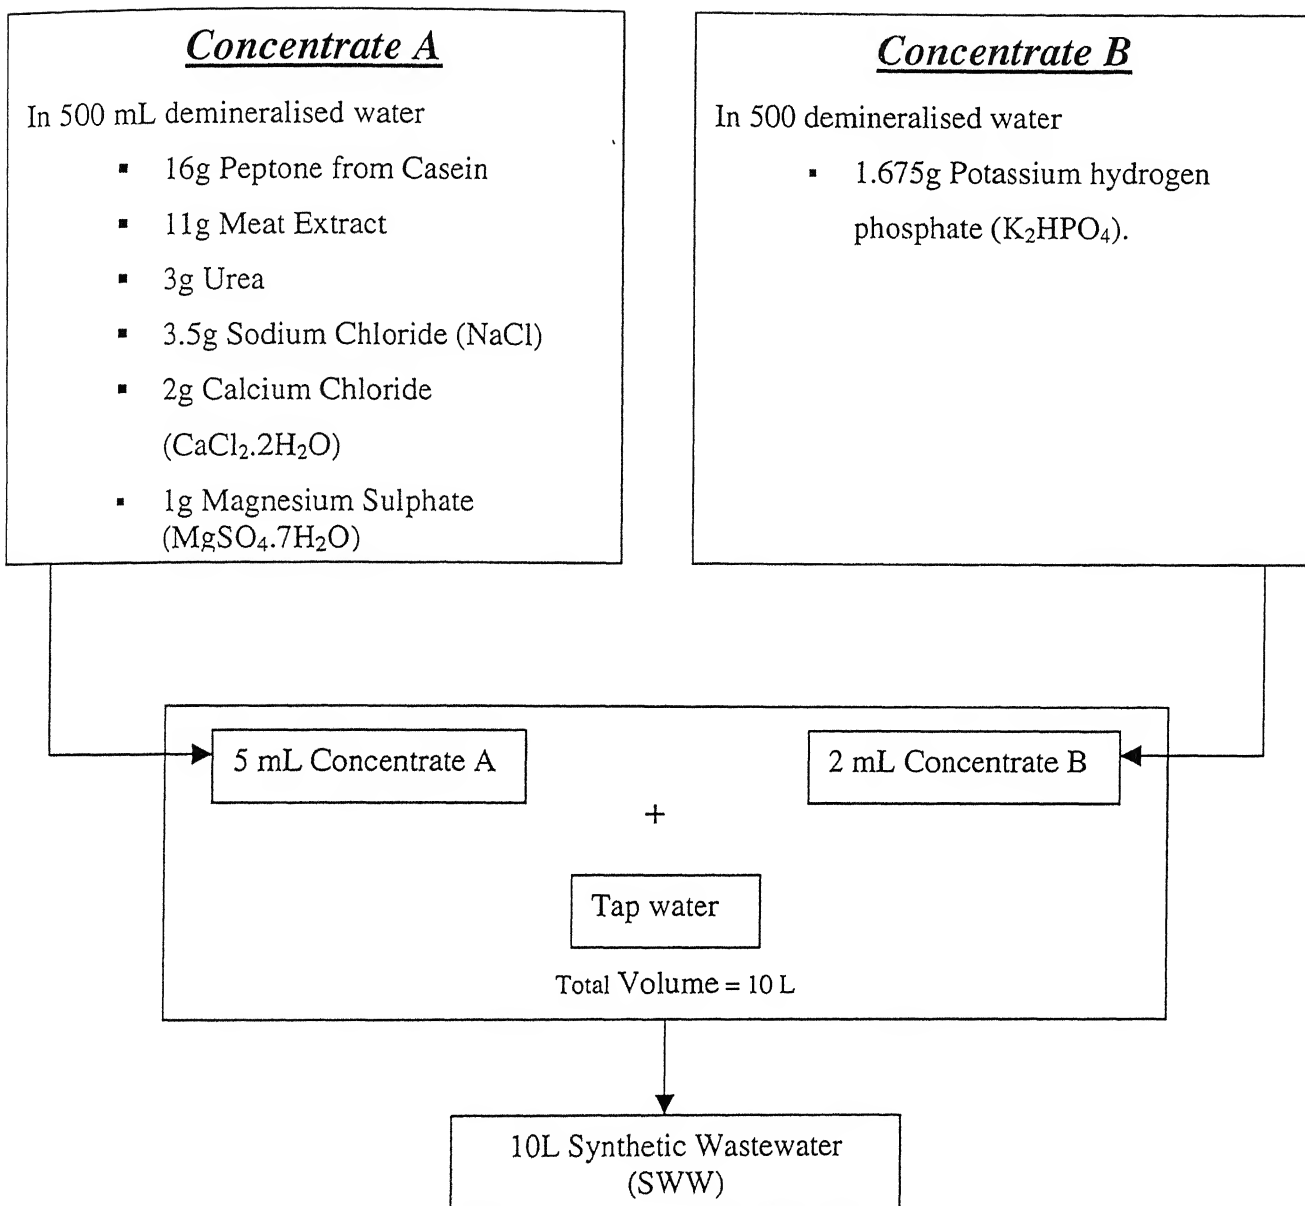 Concentrate A
In 500 mL demineralised water
▪ 16g Peptone from Casein
▪ 11g Meat Extract
▪ 3g Urea
▪ 3.5g Sodium Chloride (NaCl)
▪ 2g Calcium Chloride
(CaCl₂.2H₂O)
▪ 1g Magnesium Sulphate
(MgSO₄.7H₂O)
Concentrate B
In 500 demineralised water
▪ 1.675g Potassium hydrogen
phosphate (K₂HPO₄).
5 mL Concentrate A
2 mL Concentrate B
+
Tap water
Total Volume = 10 L
10L Synthetic Wastewater
(SWW)